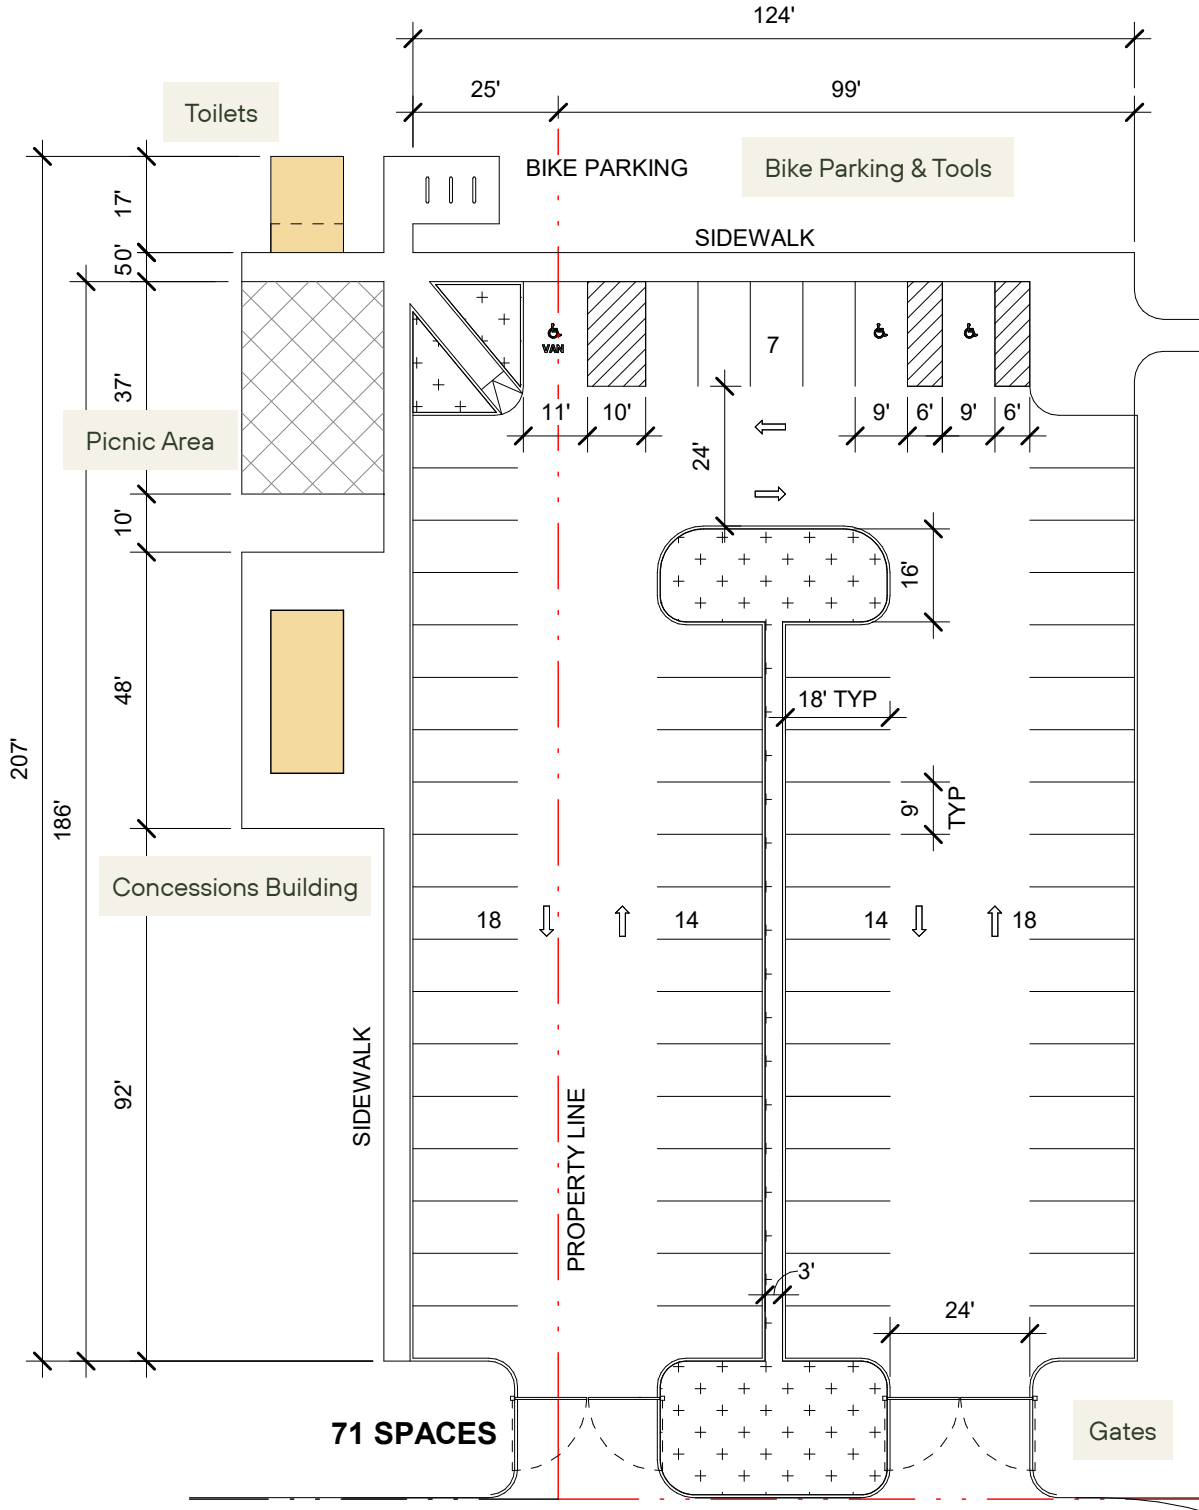 124'
25'
99'
Toilets
BIKE PARKING
Bike Parking & Tools
17'
SIDEWALK
50'
VAN
7
37'
11'
10'
9'
6'
9'
6'
Picnic Area
24'
10'
16'
48'
18' TYP
207'
186'
9'
TYP
Concessions Building
18
14
14
18
SIDEWALK
92'
PROPERTY LINE
3'
24'
71 SPACES
Gates